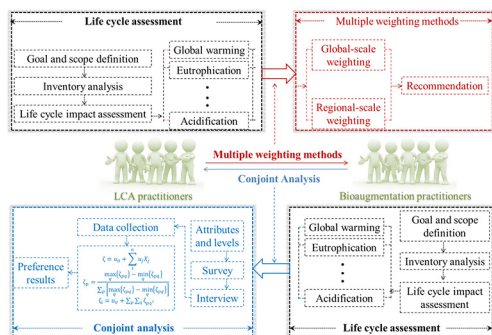 Life cycle assessment
Goal and scope definition
Inventory analysis
Life cycle impact assessment
Global warming
Eutrophication
Acidification
Multiple weighting methods
Global-scale
weighting
Regional-scale
weighting
Recommendation
Multiple weighting methods
Conjoint Analysis
LCA practitioners
Bioaugmentation practitioners
Data collection
Preference
results
Attributes
and levels
Survey
Interview
Conjoint analysis
Global warming
Eutrophication
Acidification
Goal and scope
definition
Inventory analysis
Life cycle impact
assessment
Life cycle assessment